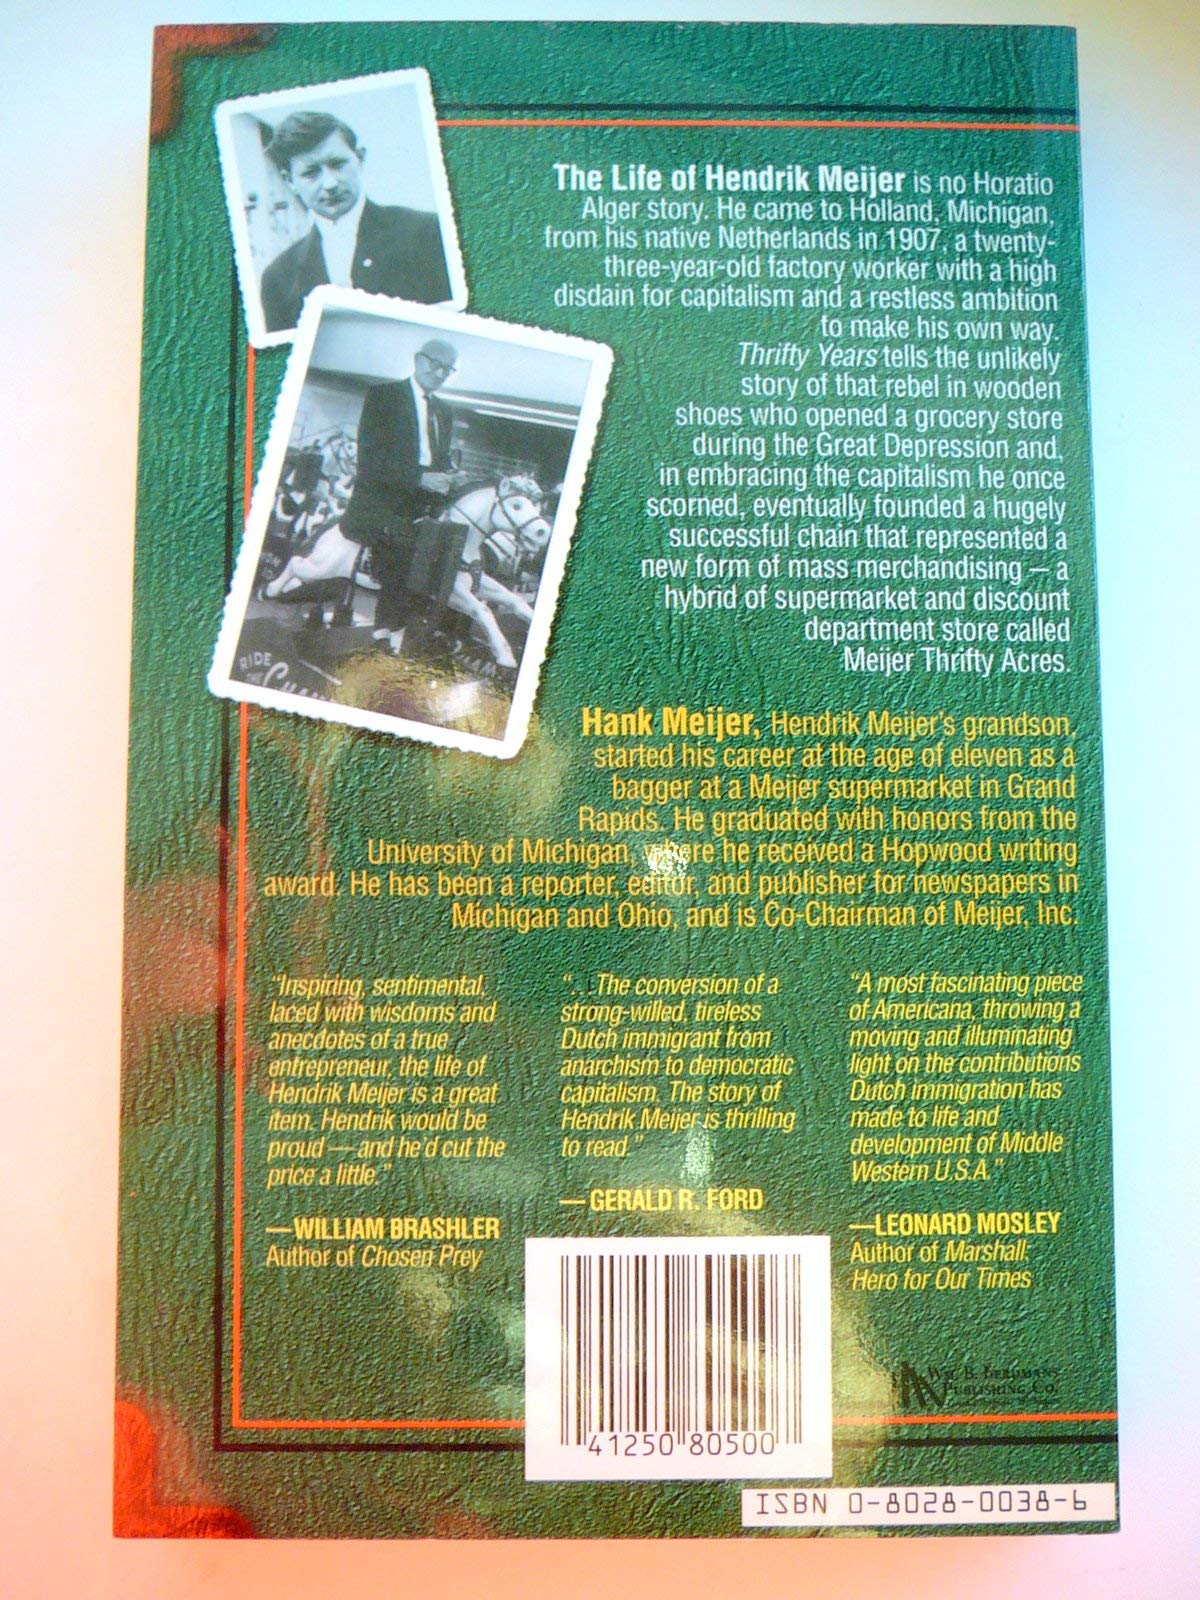 The Life of Hendrik Meijer is no Horatio
Alger story. He came to Holland, Michigan,
from his native Netherlands in 1907, a twenty-
three-year-old factory worker with a high
disdain for capitalism and a restless ambition
to make his own way.
Thrifty Years tells the unlikely
story of that rebel in wooden
shoes who opened a grocery store
during the Great Depression and,
in embracing the capitalism he once
scorned, eventually founded a hugely
successful chain that represented a
new form of mass merchandising — a
hybrid of supermarket and discount
department store called
Meijer Thrifty Acres.
RIDE
THE
Hank Meijer, Hendrik Meijer's grandson,
started his career at the age of eleven as a
bagger at a Meijer supermarket in Grand
Rapids. He graduated with honors from the
University of Michigan, where he received a Hopwood writing
award. He has been a reporter, editor, and publisher for newspapers in
Michigan and Ohio, and is Co-Chairman of Meijer, Inc.
"Inspiring, sentimental,
laced with wisdoms and
anecdotes of a true
entrepreneur, the life of
Hendrik Meijer is a great
item. Hendrik would be
proud — and he'd cut the
price a little."
—WILLIAM BRASHLER
Author of Chosen Prey
"...The conversion of a
strong-willed, tireless
Dutch immigrant from
anarchism to democratic
capitalism. The story of
Hendrik Meijer is thrilling
to read."
—GERALD R. FORD
"A most fascinating piece
of Americana, throwing a
moving and illuminating
light on the contributions
Dutch immigration has
made to life and
development of Middle
Western U.S.A."
—LEONARD MOSLEY
Author of Marshall:
Hero for Our Times
WM. B. EERDMANS
PUBLISHING CO.
41250 80500
ISBN 0-8028-0038-6